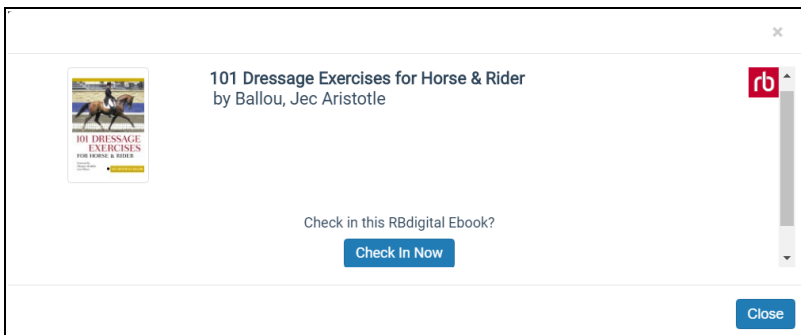 ×
101 Dressage Exercises for Horse & Rider
by Ballou, Jec Aristotle
rb
101 DRESSAGE
EXERCISES
FOR HORSE & RIDER
Check in this RBdigital Ebook?
Check In Now
Close